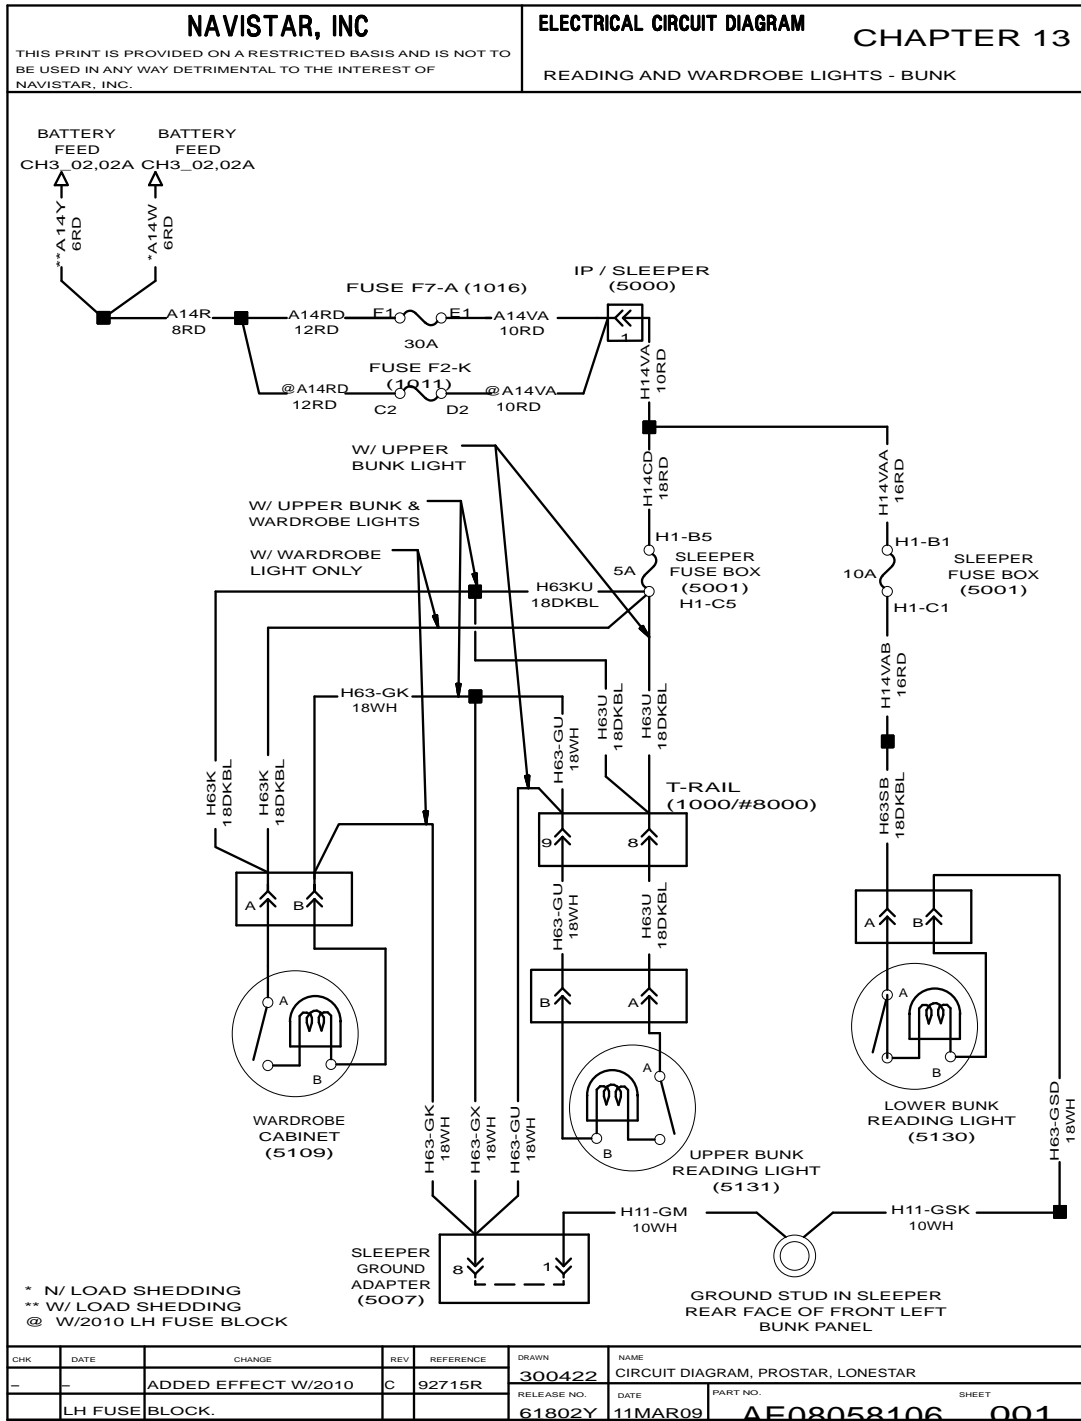 NAVISTAR, INC
THIS PRINT IS PROVIDED ON A RESTRICTED BASIS AND IS NOT TO
BE USED IN ANY WAY DETRIMENTAL TO THE INTEREST OF
NAVISTAR, INC.
ELECTRICAL CIRCUIT DIAGRAM
CHAPTER 13
READING AND WARDROBE LIGHTS - BUNK
BATTERY
FEED
CH3_02,02A
BATTERY
FEED
CH3_02,02A
**A14Y
6RD
*A14W
6RD
A14R
8RD
FUSE F7-A (1016)
A14RD
12RD
F1
E1
30A
A14VA
10RD
FUSE F2-K
(1011)
@A14RD
12RD
C2
D2
@A14VA
10RD
IP / SLEEPER
(5000)
1
H14VA
10RD
W/ UPPER
BUNK LIGHT
W/ UPPER BUNK &
WARDROBE LIGHTS
W/ WARDROBE
LIGHT ONLY
H14CD
18RD
H14VAA
16RD
H1-B5
5A
SLEEPER
FUSE BOX
(5001)
H1-C5
H1-B1
10A
SLEEPER
FUSE BOX
(5001)
H1-C1
H63KU
18DKBL
H14VAB
16RD
H63-GK
18WH
H63-GU
18WH
H63U
18DKBL
H63U
18DKBL
H63K
18DKBL
H63K
18DKBL
T-RAIL
(1000/#8000)
9
8
H63SB
18DKBL
A
B
H63-GU
18WH
H63U
18DKBL
A
B
B
A
A
B
WARDROBE
CABINET
(5109)
A
B
UPPER BUNK
READING LIGHT
(5131)
A
B
LOWER BUNK
READING LIGHT
(5130)
H63-GK
18WH
H63-GX
18WH
H63-GU
18WH
H63-GSD
18WH
SLEEPER
GROUND
ADAPTER
(5007)
8
1
H11-GM
10WH
H11-GSK
10WH
GROUND STUD IN SLEEPER
REAR FACE OF FRONT LEFT
BUNK PANEL
* N/ LOAD SHEDDING
** W/ LOAD SHEDDING
@ W/2010 LH FUSE BLOCK
CHK
DATE
CHANGE
REV
REFERENCE
–
–
ADDED EFFECT W/2010
C
92715R
LH FUSE BLOCK.
DRAWN
300422
NAME
CIRCUIT DIAGRAM, PROSTAR, LONESTAR
RELEASE NO.
61802Y
DATE
11MAR09
PART NO.
AE08058106
SHEET
001